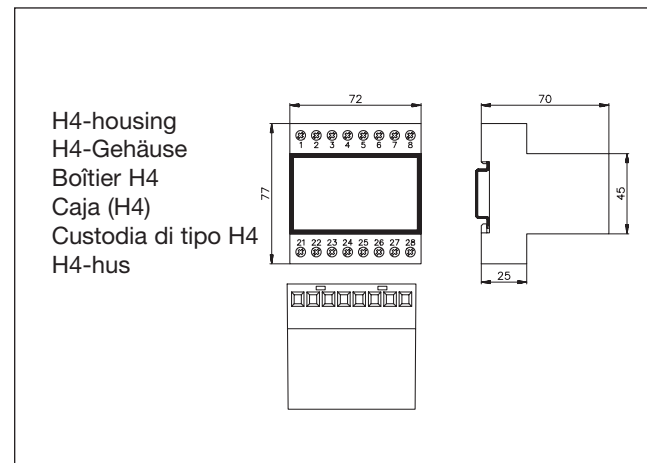 H4-housing
H4-Gehäuse
Boîtier H4
Caja (H4)
Custodia di tipo H4
H4-hus
72
70
1 2 3 4 5 6 7 8
77
45
21 22 23 24 25 26 27 28
25